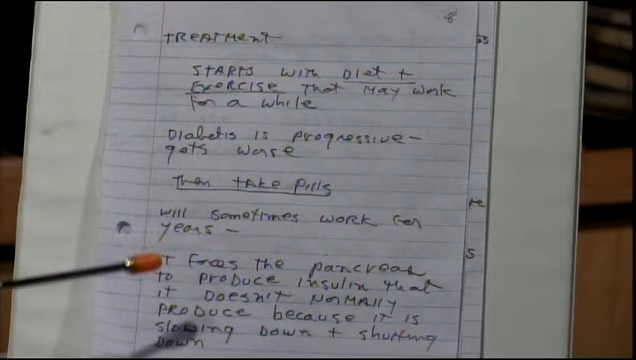 8
TREATMENT
STARTS with Diet +
EXERCISE that MAY WORK
for a while
Diabetis is progressive -
gets worse
Then take pills
will sometimes work for
years -
It forces the pancreas
to produce insulin that
it doesn't NORMALLY
PRODUCE because it is
slowing down + shutting
down